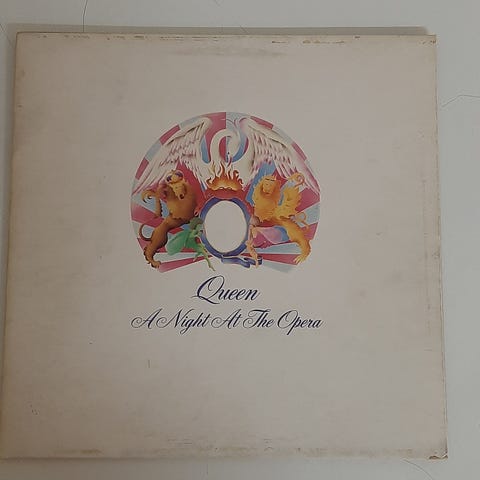 Queen
A Night At The Opera